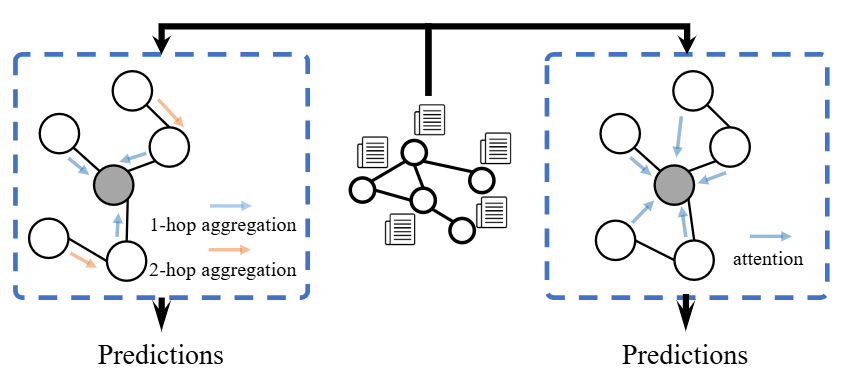 1-hop aggregation
2-hop aggregation
attention
Predictions
Predictions